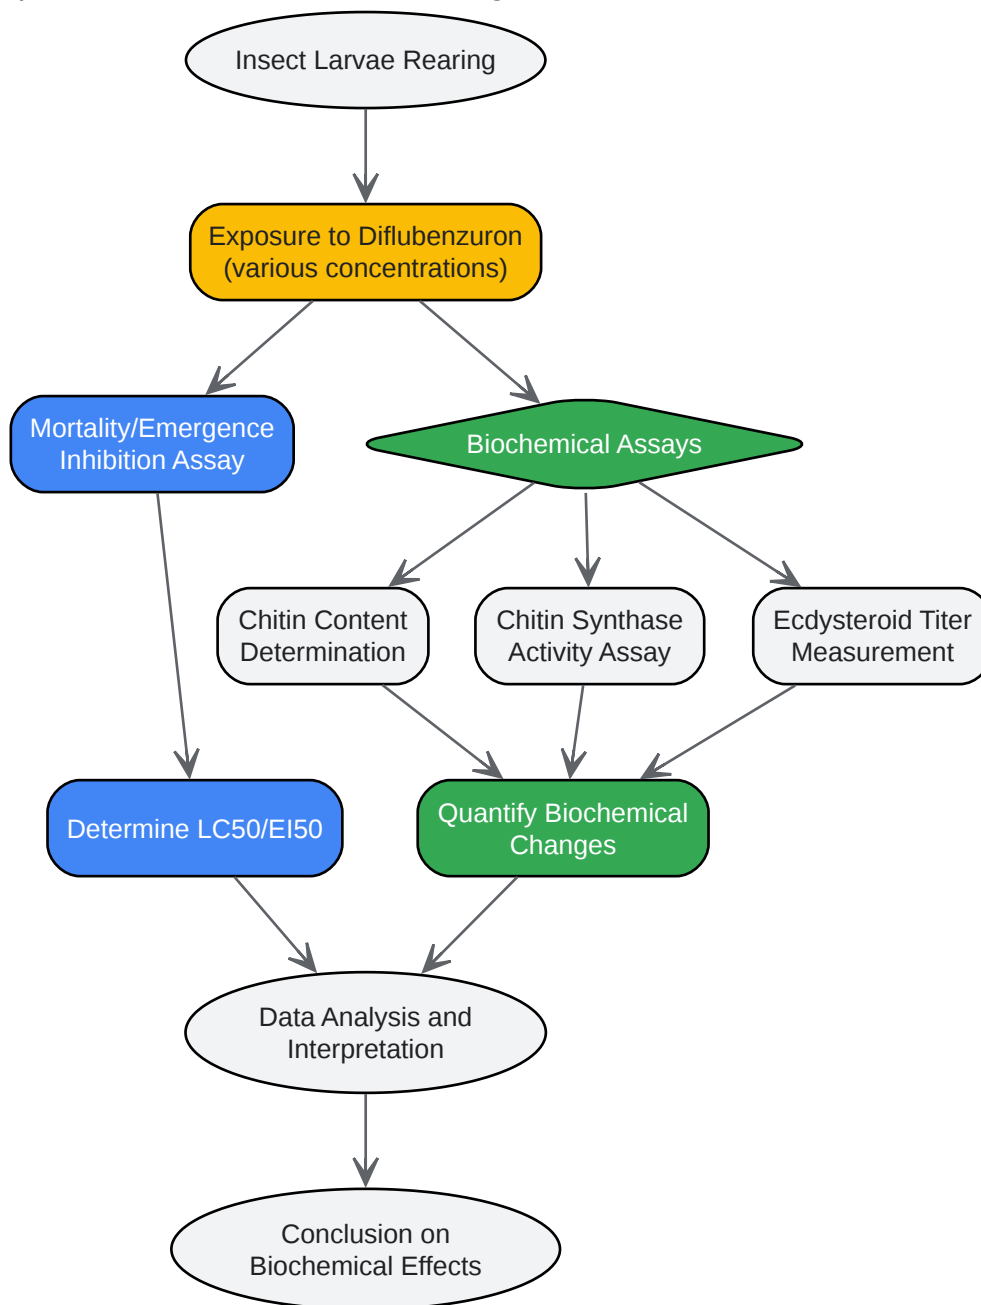 Insect Larvae Rearing
Exposure to Diflubenzuron
(various concentrations)
Mortality/Emergence
Inhibition Assay
Biochemical Assays
Chitin Content
Determination
Chitin Synthase
Activity Assay
Ecdysteroid Titer
Measurement
Determine LC50/EI50
Quantify Biochemical
Changes
Data Analysis and
Interpretation
Conclusion on
Biochemical Effects